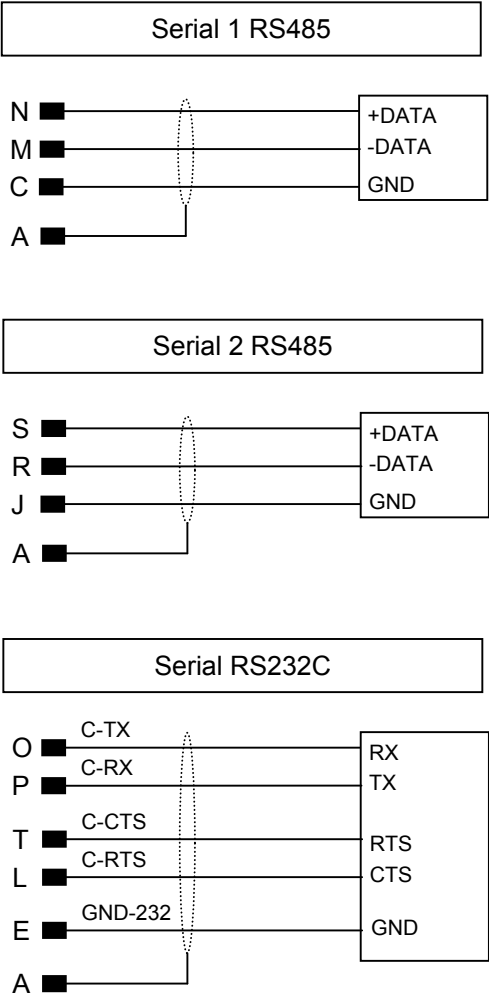 Serial 1 RS485
N +DATA
M -DATA
C GND
A
Serial 2 RS485
S +DATA
R -DATA
J GND
A
Serial RS232C
O C-TX RX
P C-RX TX
T C-CTS RTS
L C-RTS CTS
E GND-232 GND
A